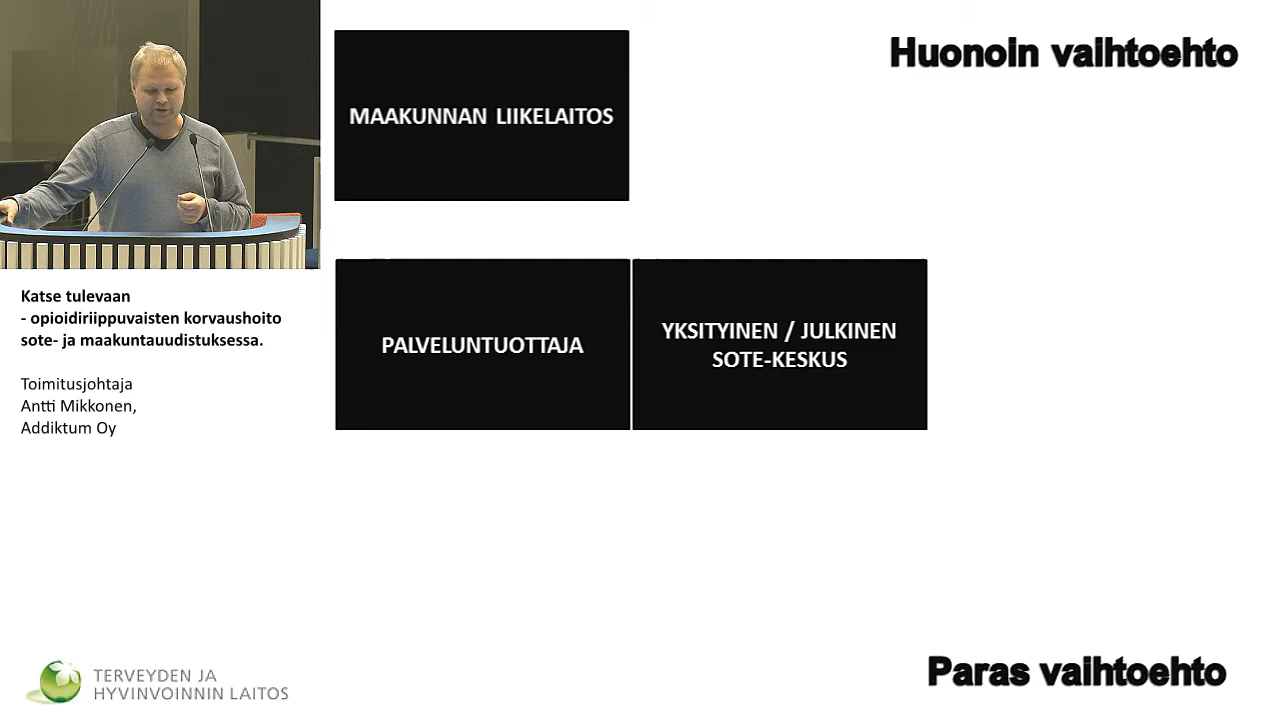 Huonoin vaihtoehto
MAAKUNNAN LIIKELAITOS
PALVELUNTUOTTAJA
YKSITYINEN / JULKINEN
SOTE-KESKUS
Katse tulevaan
- opioidiriippuvaisten korvaushoito
sote- ja maakuntauudistuksessa.
Toimitusjohtaja
Antti Mikkonen,
Addiktum Oy
TERVEYDEN JA
HYVINVOINNIN LAITOS
Paras vaihtoehto